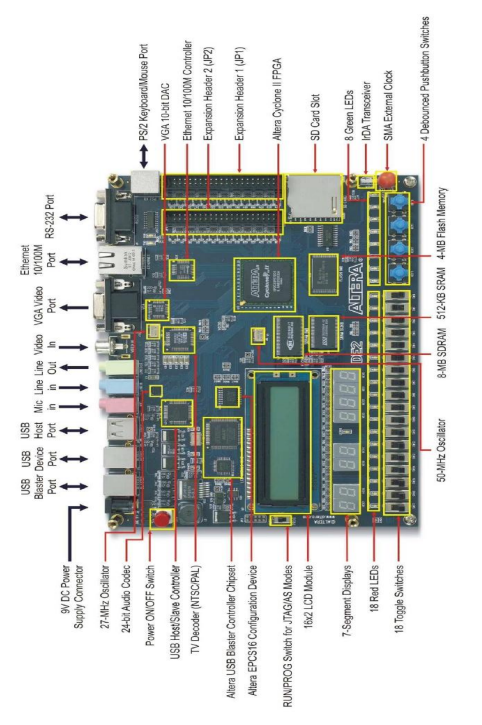 9V DC Power
Supply Connector
USB
Blaster
Port
USB
Device
Port
USB
Host
Port
Mic
in
Line
in
Line
Out
Video
In
VGA Video
Port
Ethernet
10/100M
Port
RS-232 Port
PS/2 Keyboard/Mouse Port
VGA 10-bit DAC
Ethernet 10/100M Controller
Expansion Header 2 (JP2)
Expansion Header 1 (JP1)
Altera Cyclone II FPGA
SD Card Slot
8 Green LEDs
IrDA Transceiver
SMA External Clock
4 Debounced Pushbutton Switches
27-MHz Oscillator
24-bit Audio Codec
Power ON/OFF Switch
USB Host/Slave Controller
TV Decoder (NTSC/PAL)
Altera USB Blaster Controller Chipset
Altera EPCS16 Configuration Device
RUN/PROG Switch for JTAG/AS Modes
16x2 LCD Module
7-Segment Displays
18 Red LEDs
18 Toggle Switches
50-MHz Oscillator
8-MB SDRAM
512-KB SRAM
4-MB Flash Memory
ALTERA
Cyclone II
DE2
ALTERA